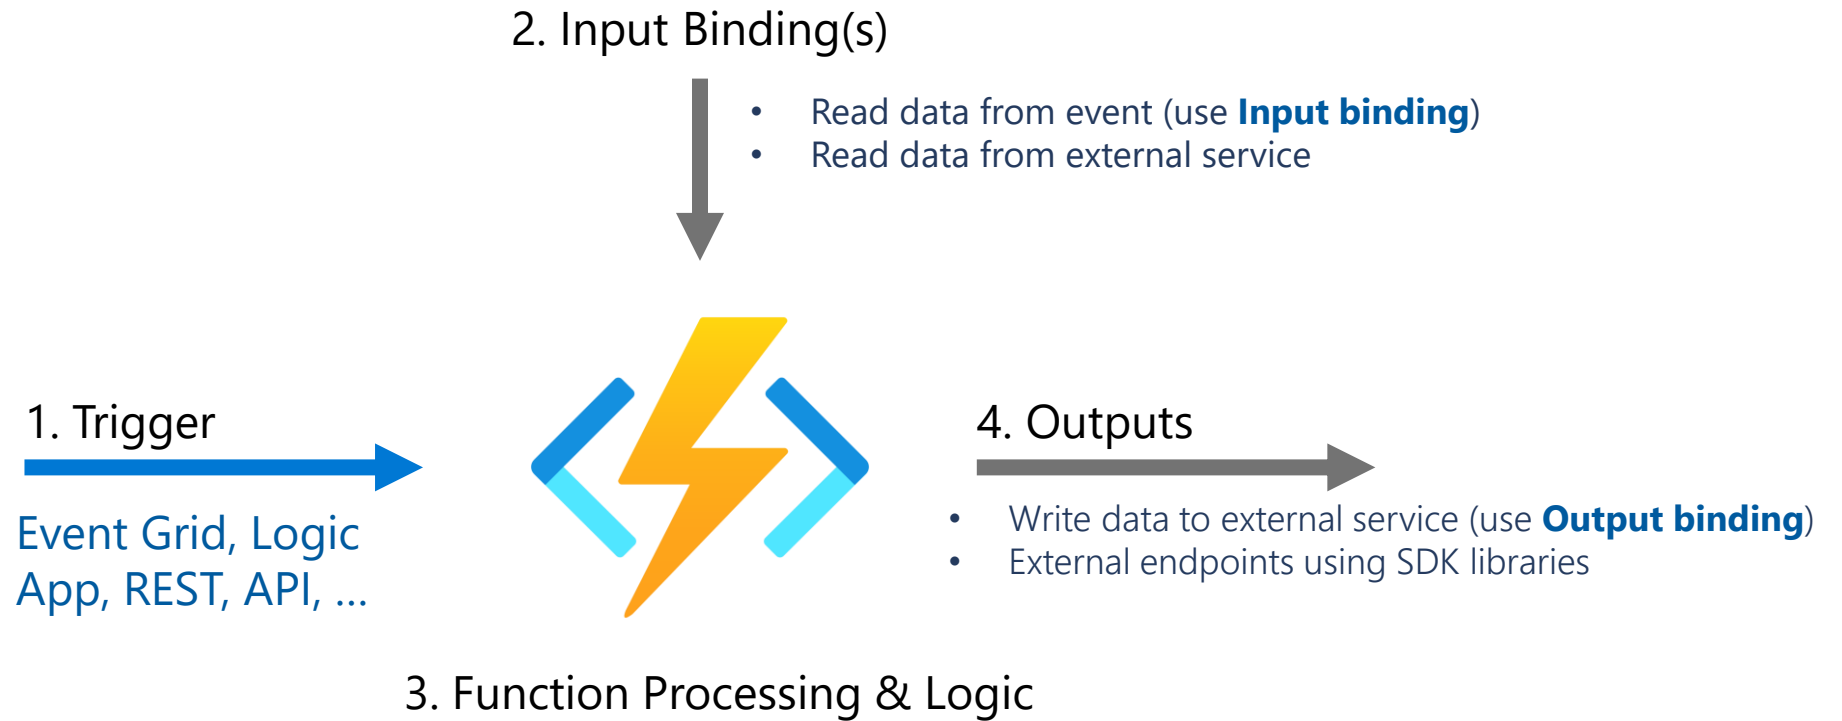 2. Input Binding(s)
• Read data from event (use Input binding)
• Read data from external service
1. Trigger
Event Grid, Logic
App, REST, API, ...
4. Outputs
• Write data to external service (use Output binding)
• External endpoints using SDK libraries
3. Function Processing & Logic